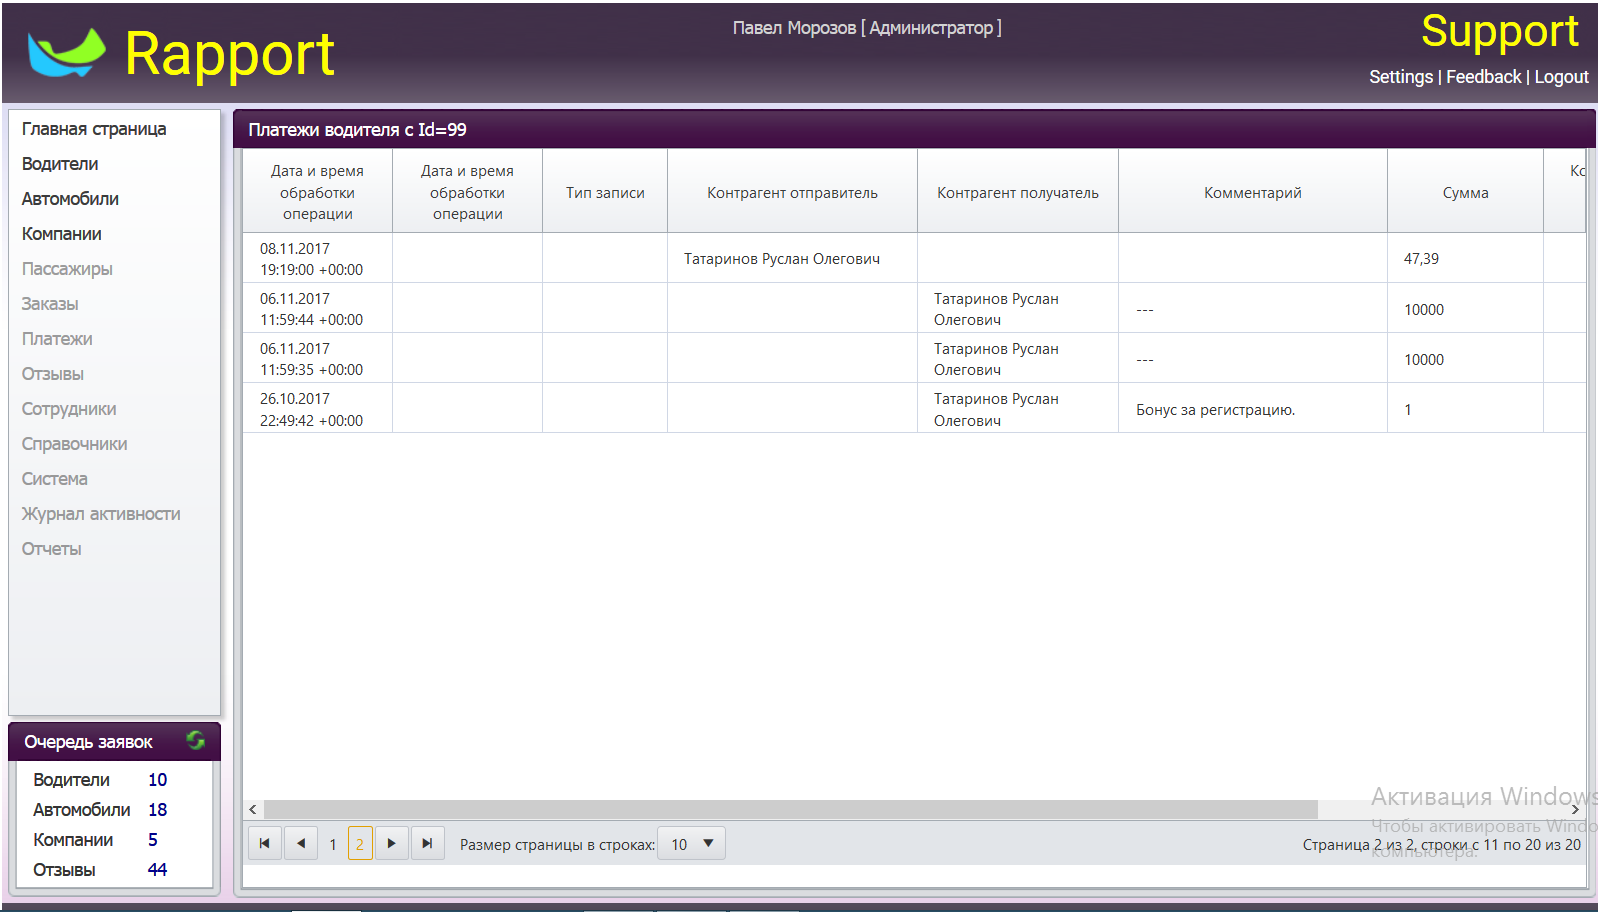 Rapport
Павел Морозов [ Администратор ]
Support
Settings | Feedback | Logout
Главная страница
Водители
Автомобили
Компании
Пассажиры
Заказы
Платежи
Отзывы
Сотрудники
Справочники
Система
Журнал активности
Отчеты
Очередь заявок
Водители 10
Автомобили 18
Компании 5
Отзывы 44
Платежи водителя с Id=99
Дата и время
обработки
операции
Дата и время
обработки
операции
Тип записи
Контрагент отправитель
Контрагент получатель
Комментарий
Сумма
Кс
08.11.2017
19:19:00 +00:00
Татаринов Руслан Олегович
47,39
06.11.2017
11:59:44 +00:00
Татаринов Руслан
Олегович
---
10000
06.11.2017
11:59:35 +00:00
Татаринов Руслан
Олегович
---
10000
26.10.2017
22:49:42 +00:00
Татаринов Руслан
Олегович
Бонус за регистрацию.
1
1 2 Размер страницы в строках: 10
Страница 2 из 2, строки с 11 по 20 из 20
Активация Windows
Чтобы активировать Windo
компьютера.